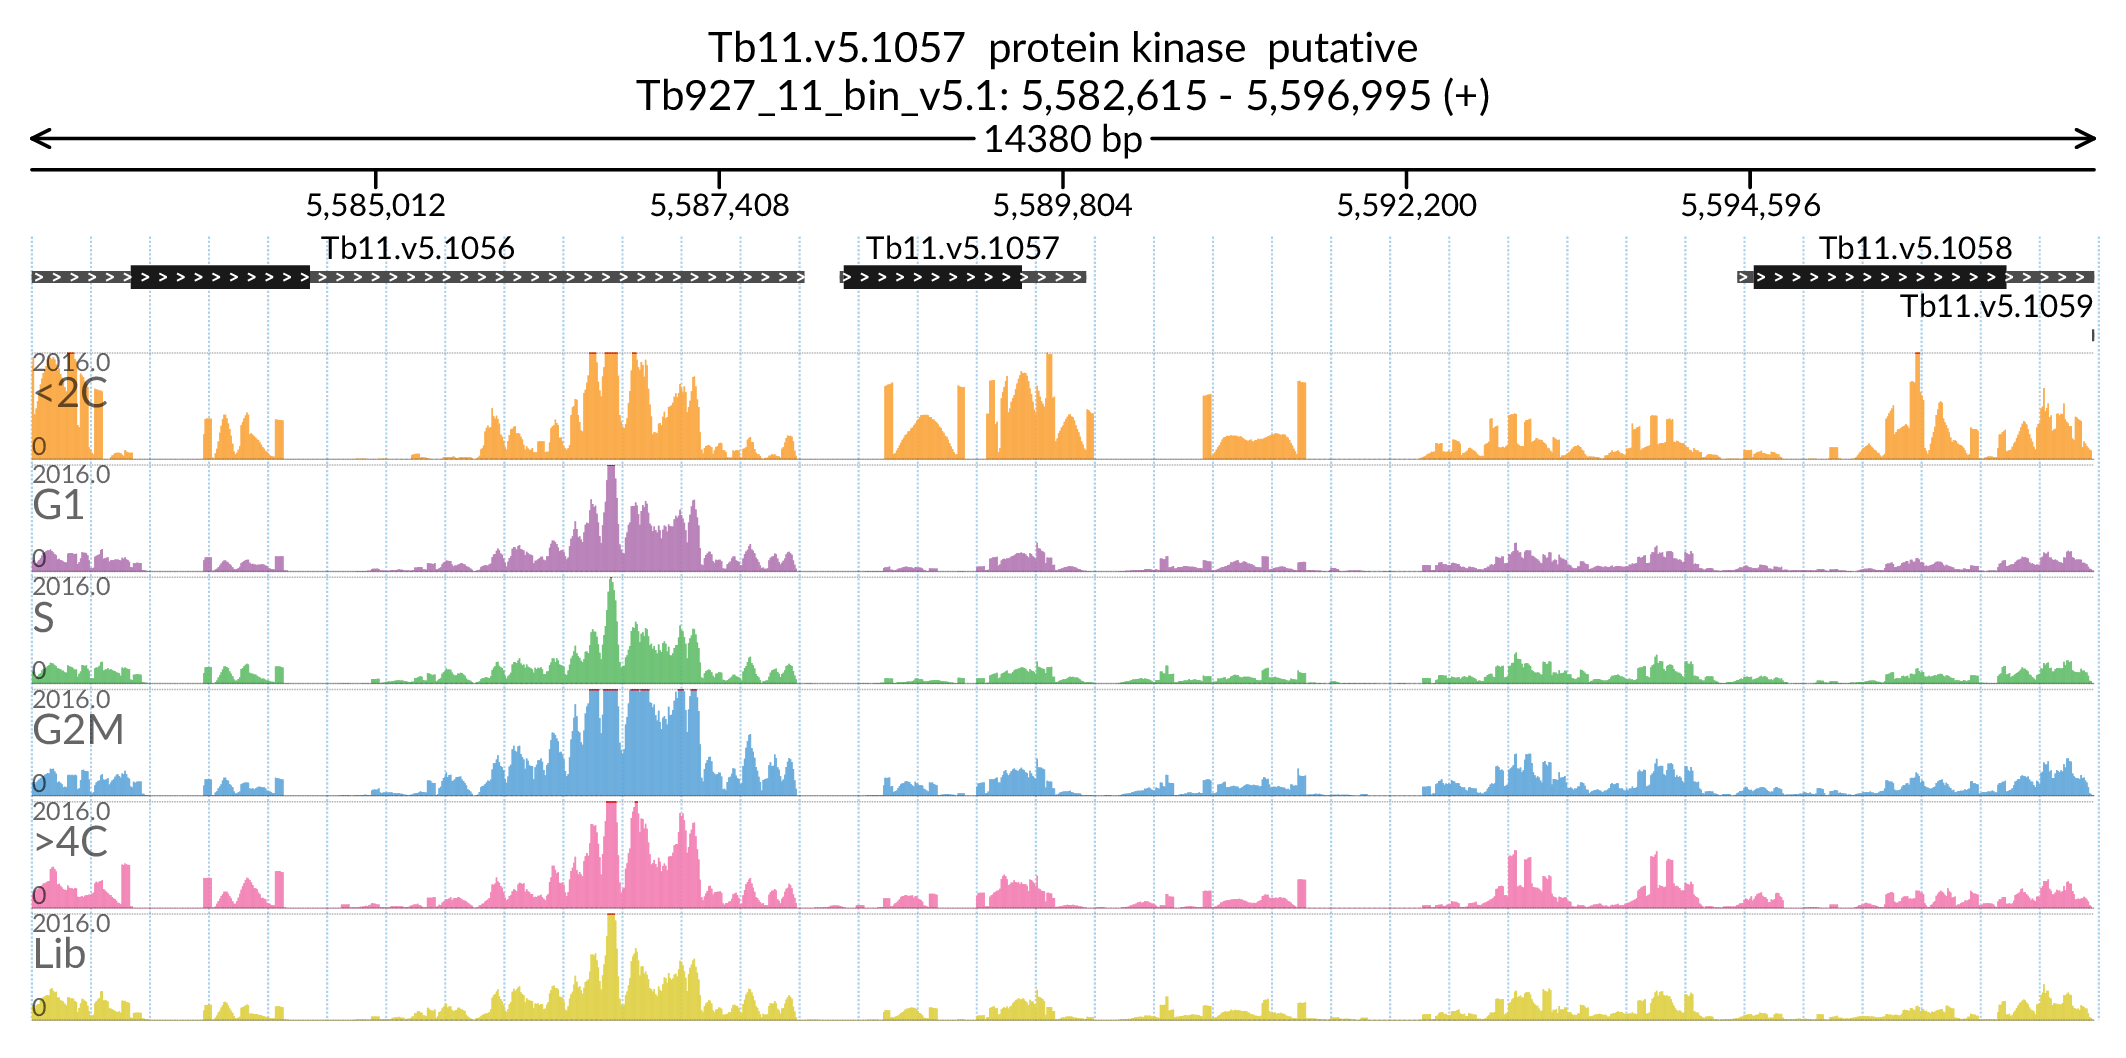 Tb11.v5.1057 protein kinase putative
Tb927_11_bin_v5.1: 5,582,615 - 5,596,995 (+)
14380 bp
5,585,012 5,587,408 5,589,804 5,592,200 5,594,596
Tb11.v5.1056 Tb11.v5.1057 Tb11.v5.1058
Tb11.v5.1059
2016.0
<2C
0
2016.0
G1
0
2016.0
S
0
2016.0
G2M
0
2016.0
>4C
0
2016.0
Lib
0